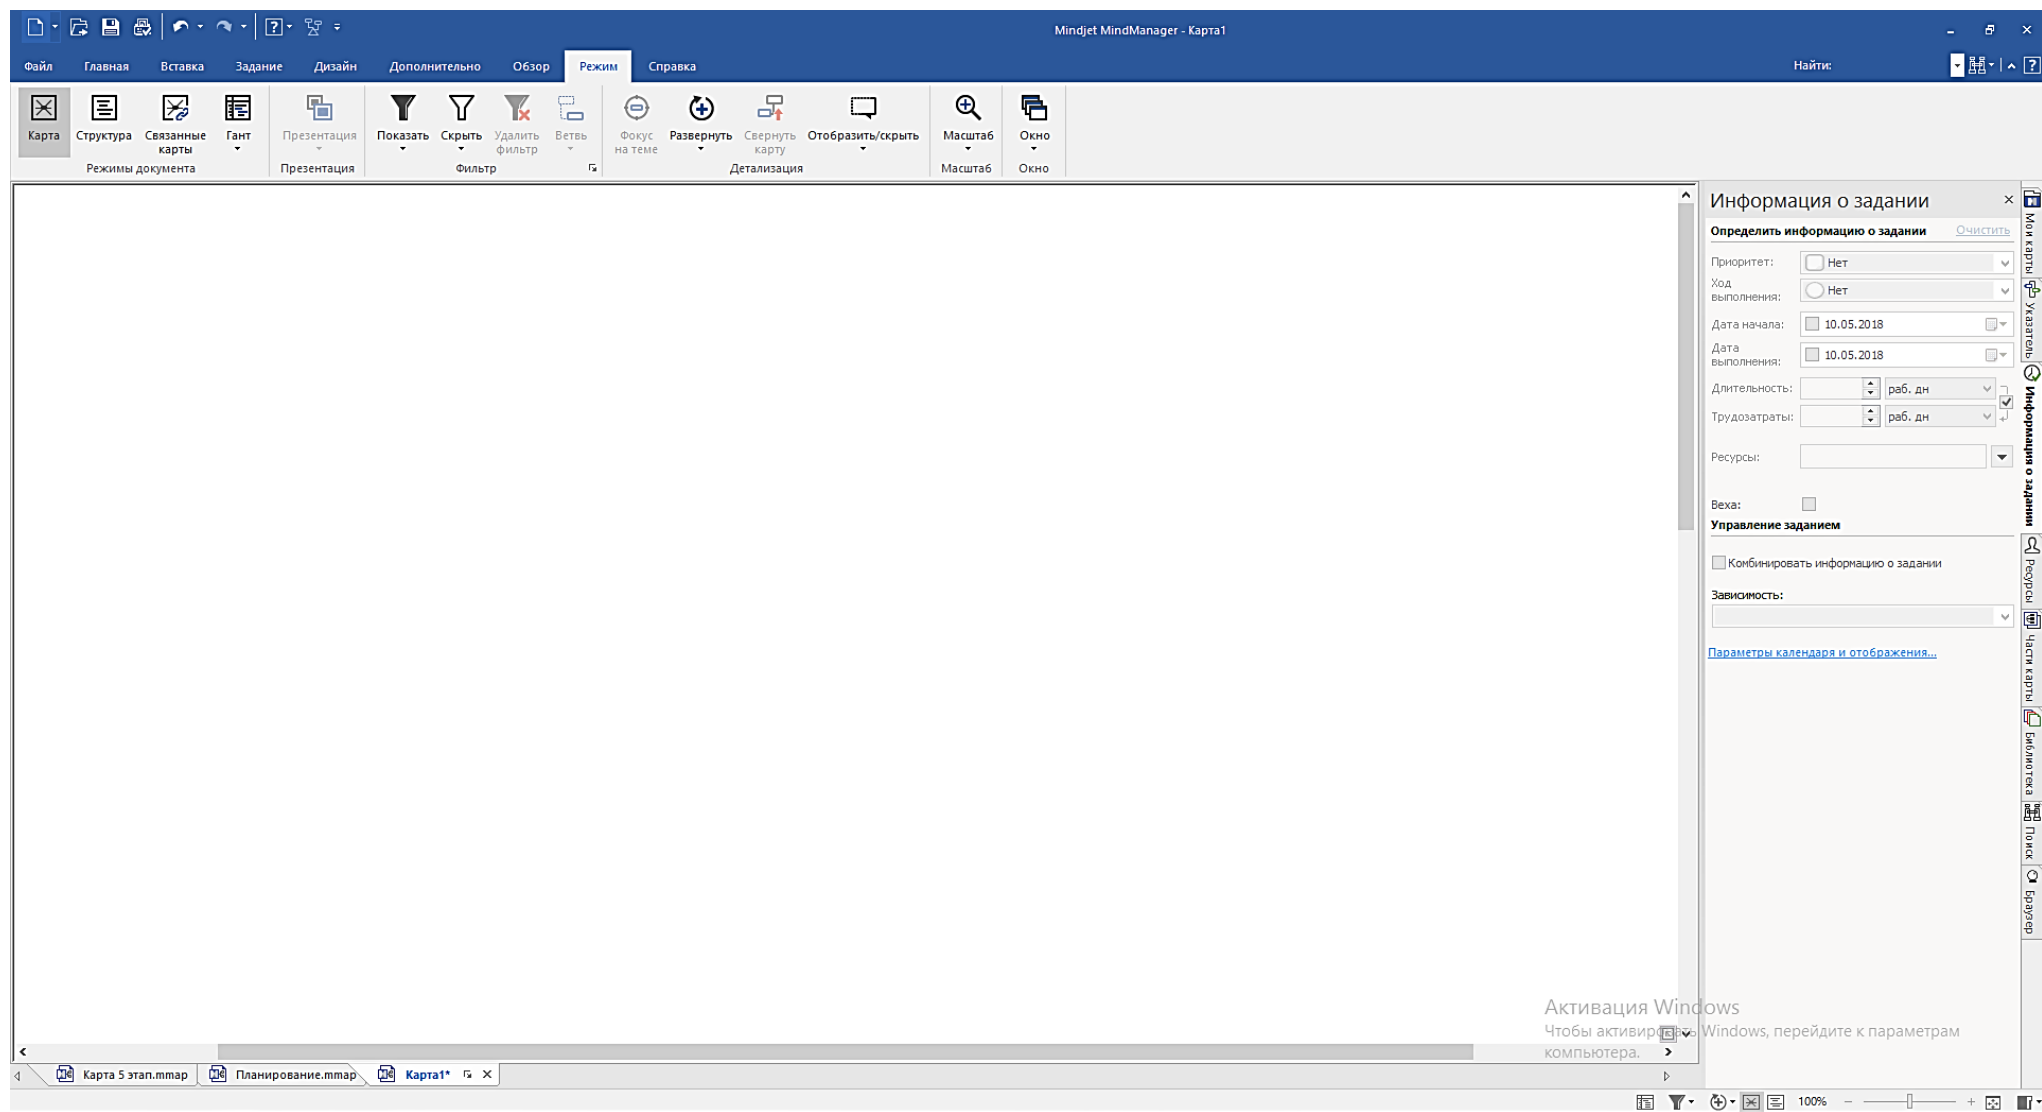 Mindjet MindManager - Карта1
Файл Главная Вставка Задание Дизайн Дополнительно Обзор Режим Справка Найти:
Карта Структура Связанные карты Гант Презентация Показать Скрыть Удалить фильтр Ветвь Фокус на теме Развернуть Свернуть карту Отобразить/скрыть Масштаб Окно
Режимы документа Презентация Фильтр Детализация Масштаб Окно
Информация о задании
Определить информацию о задании Очистить
Приоритет: Нет
Ход выполнения: Нет
Дата начала: 10.05.2018
Дата выполнения: 10.05.2018
Длительность: раб. дн
Трудозатраты: раб. дн
Ресурсы:
Веха:
Управление заданием
Комбинировать информацию о задании
Зависимость:
Параметры календаря и отображения...
Мои карты
Указатель
Информация о задании
Ресурсы
Части карты
Библиотека
Поиск
Браузер
Активация Windows
Чтобы активировать Windows, перейдите к параметрам
компьютера.
Карта 5 этап.mmap Планирование.mmap Карта1*
100%